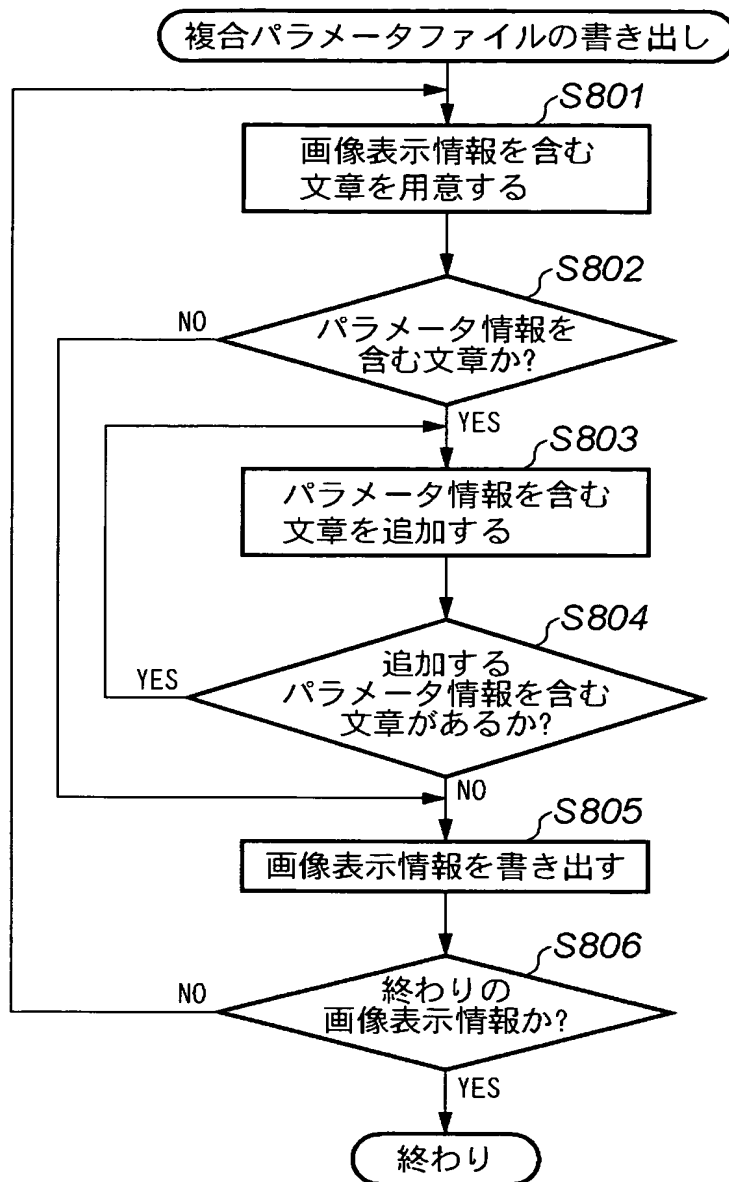 複合パラメータファイルの書き出し
S801
画像表示情報を含む
文章を用意する
S802
NO
パラメータ情報を
含む文章か?
YES
S803
パラメータ情報を含む
文章を追加する
S804
YES
追加する
パラメータ情報を含む
文章があるか?
NO
S805
画像表示情報を書き出す
S806
NO
終わりの
画像表示情報か?
YES
終わり